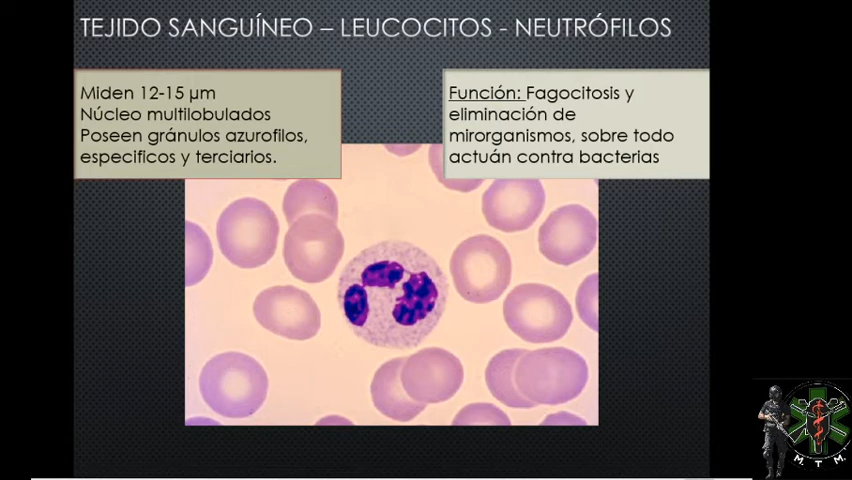 TEJIDO SANGUÍNEO – LEUCOCITOS - NEUTRÓFILOS
Miden 12-15 µm
Núcleo multilobulados
Poseen gránulos azurofilos,
especificos y terciarios.
Función: Fagocitosis y
eliminación de
mirorganismos, sobre todo
actuán contra bacterias
M. T. M.